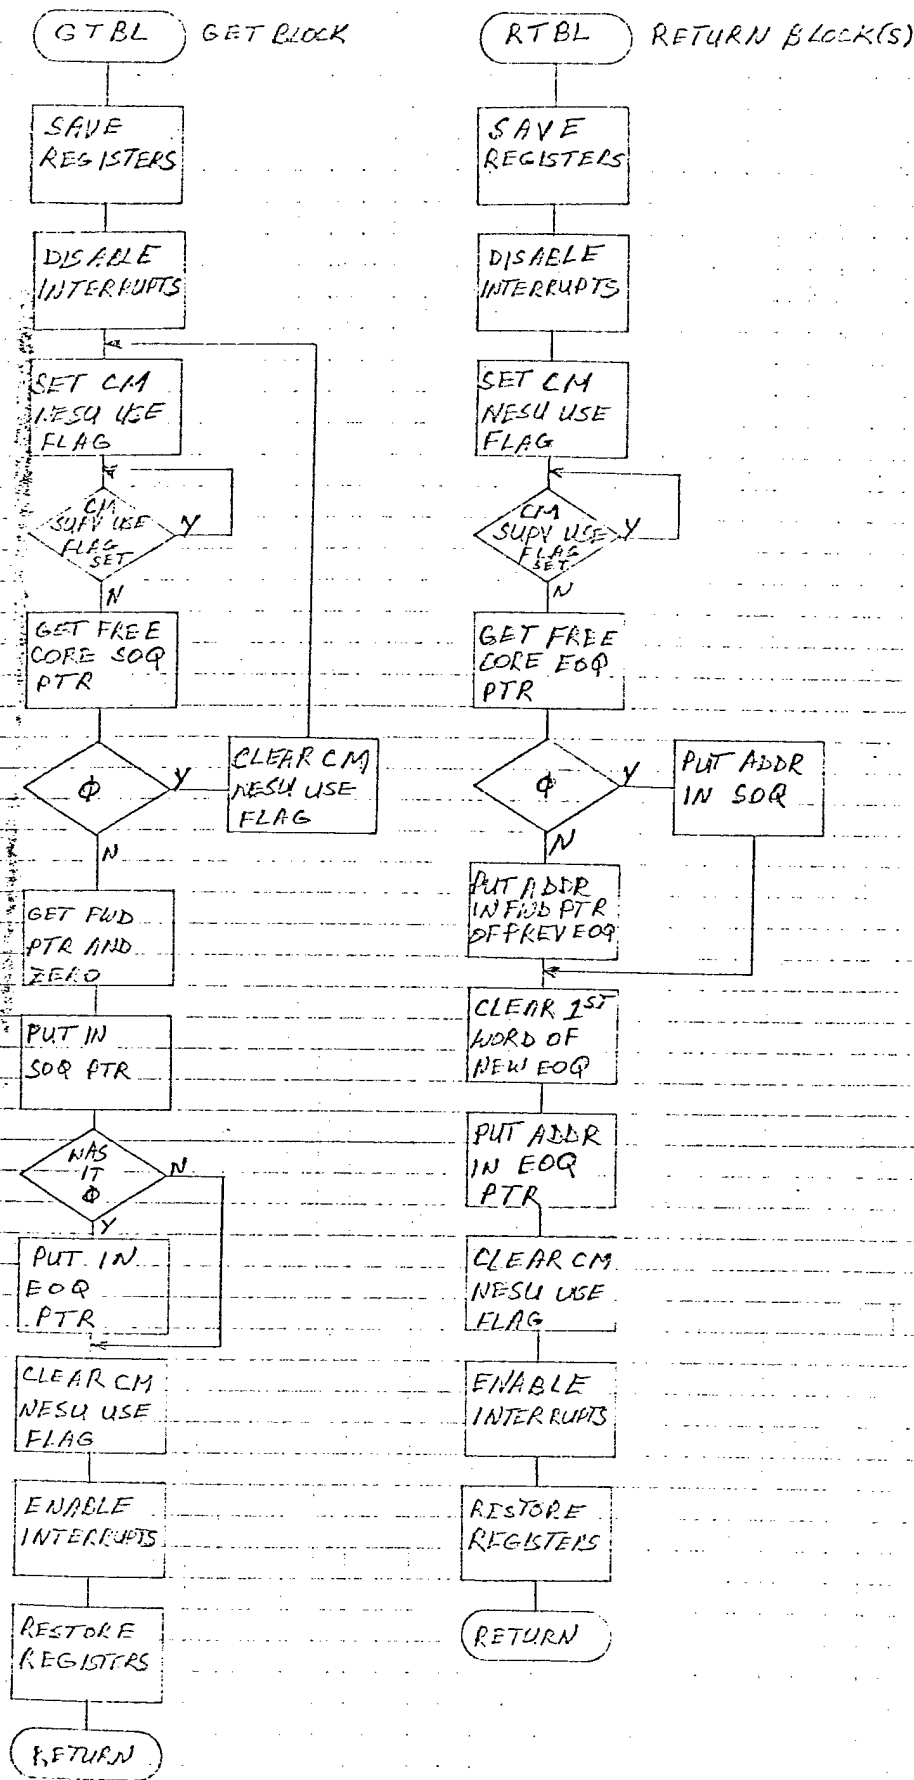 GTBL
GET BLOCK
SAVE
REGISTERS
DISABLE
INTERRUPTS
SET CM
NESU USE
FLAG
CM
SUPV USE
FLAG
SET
Y
N
GET FREE
CORE SOQ
PTR
Φ
Y
CLEAR CM
NESU USE
FLAG
N
GET FWD
PTR AND
ZERO
PUT IN
SOQ PTR
WAS
IT
Φ
N
Y
PUT IN
EOQ
PTR
CLEAR CM
NESU USE
FLAG
ENABLE
INTERRUPTS
RESTORE
REGISTERS
RETURN
RTBL
RETURN BLOCK(S)
SAVE
REGISTERS
DISABLE
INTERRUPTS
SET CM
NESU USE
FLAG
CM
SUPV USE
FLAG
SET
Y
N
GET FREE
CORE EOQ
PTR
Φ
Y
PUT ADDR
IN SOQ
N
PUT ADDR
IN FWD PTR
OF PREV EOQ
CLEAR 1ST
WORD OF
NEW EOQ
PUT ADDR
IN EOQ
PTR
CLEAR CM
NESU USE
FLAG
ENABLE
INTERRUPTS
RESTORE
REGISTERS
RETURN